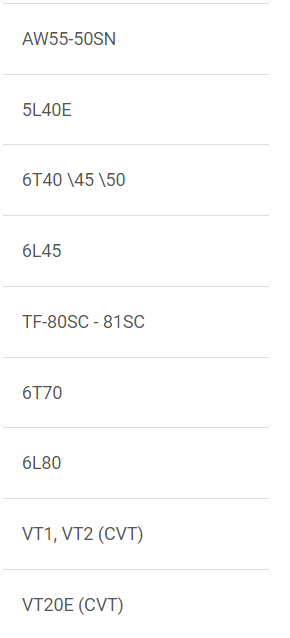 AW55-50SN
5L40E
6T40 \45 \50
6L45
TF-80SC - 81SC
6T70
6L80
VT1, VT2 (CVT)
VT20E (CVT)